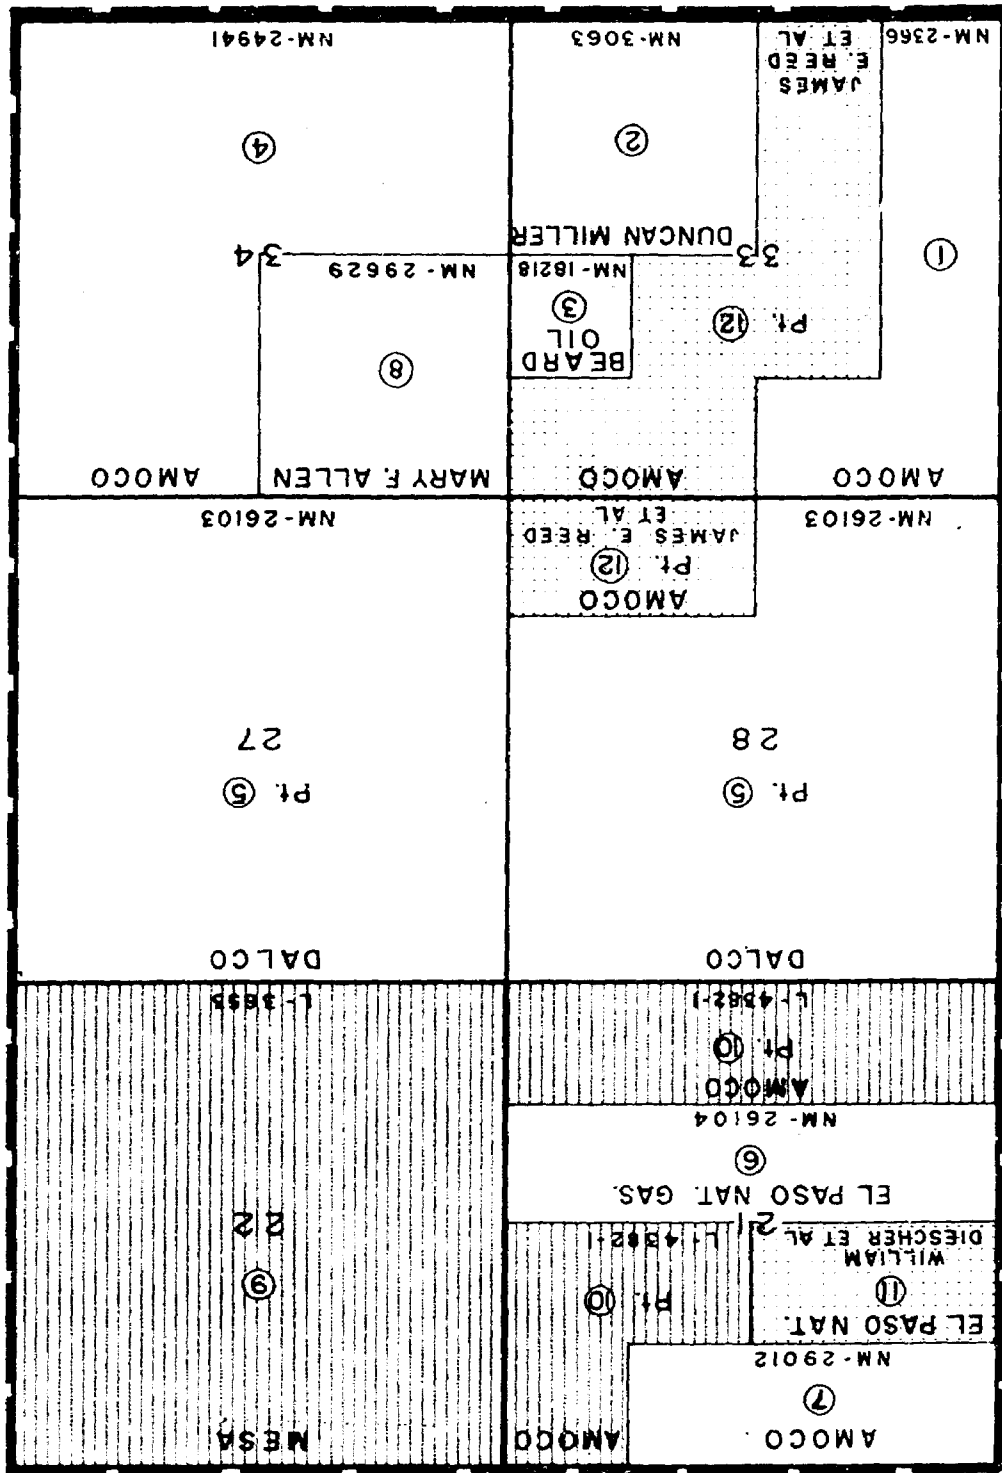 AMOCO
7
NM-29012
AMOCO
MESA
EL PASO NAT.
11
WILLIAM
DIESCHER ET AL
Pt. 10
L-4382-1
9
21
22
EL PASO NAT. GAS.
6
NM-26104
AMOCO
Pt. 10
L-4382-1
L-3655
DALCO
DALCO
Pt. 5
Pt. 5
28
27
AMOCO
Pt. 12
JAMES E. REED
ET AL
NM-26103
NM-26103
AMOCO
AMOCO
MARY F. ALLEN
AMOCO
BEARD
OIL
3
NM-18218
8
NM-29629
Pt. 12
1
33
34
DUNCAN MILLER
2
4
JAMES
E. REED
ET AL
NM-2366
NM-3063
NM-24941